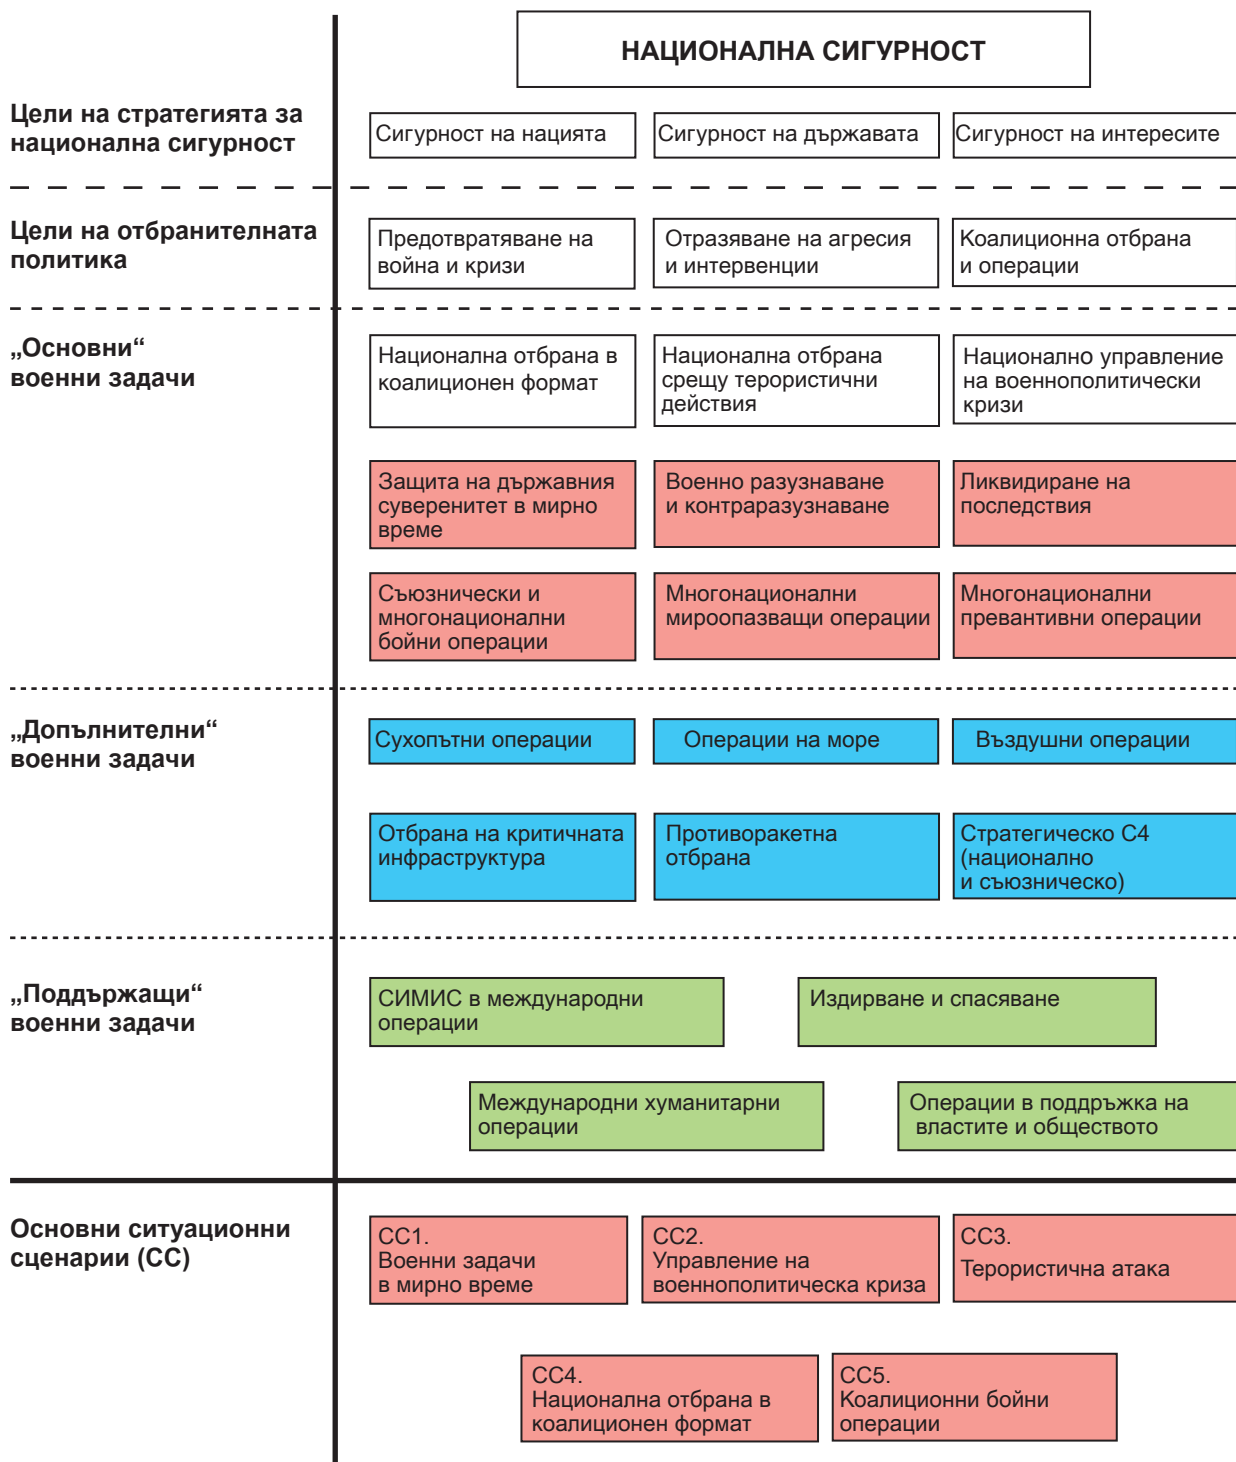 НАЦИОНАЛНА СИГУРНОСТ
Цели на стратегията за
национална сигурност
Сигурност на нацията
Сигурност на държавата
Сигурност на интересите
Цели на отбранителната
политика
Предотвратяване на
война и кризи
Отразяване на агресия
и интервенции
Коалиционна отбрана
и операции
„Основни“
военни задачи
Национална отбрана в
коалиционен формат
Национална отбрана
срещу терористични
действия
Национално управление
на военнополитически
кризи
Защита на държавния
суверенитет в мирно
време
Военно разузнаване
и контраразузнаване
Ликвидиране на
последствия
Съюзнически и
многонационални
бойни операции
Многонационални
мироопазващи операции
Многонационални
превантивни операции
„Допълнителни“
военни задачи
Сухопътни операции
Операции на море
Въздушни операции
Отбрана на критичната
инфраструктура
Противоракетна
отбрана
Стратегическо С4
(национално
и съюзническо)
„Поддържащи“
военни задачи
СИМИС в международни
операции
Издирване и спасяване
Международни хуманитарни
операции
Операции в поддръжка на
властите и обществото
Основни ситуационни
сценарии (СС)
СС1.
Военни задачи
в мирно време
СС2.
Управление на
военнополитическа криза
СС3.
Терористична атака
СС4.
Национална отбрана в
коалиционен формат
СС5.
Коалиционни бойни
операции